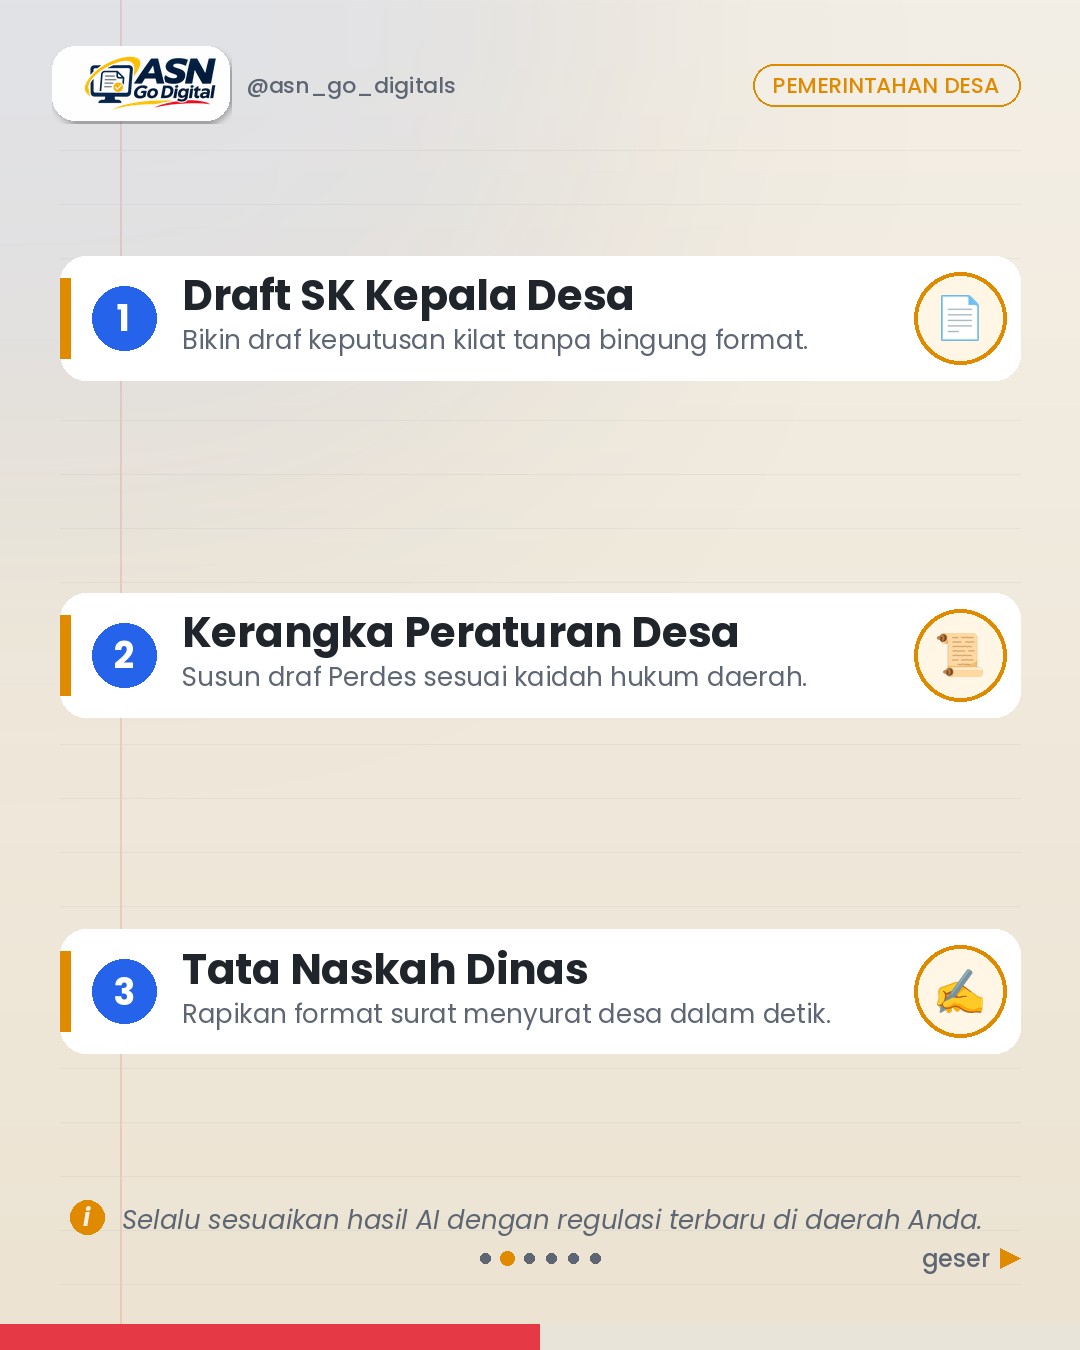 ASN
Go Digital
@asn_go_digitals
PEMERINTAHAN DESA
1
Draft SK Kepala Desa
Bikin draf keputusan kilat tanpa bingung format.
2
Kerangka Peraturan Desa
Susun draf Perdes sesuai kaidah hukum daerah.
3
Tata Naskah Dinas
Rapikan format surat menyurat desa dalam detik.
i Selalu sesuaikan hasil AI dengan regulasi terbaru di daerah Anda.
geser